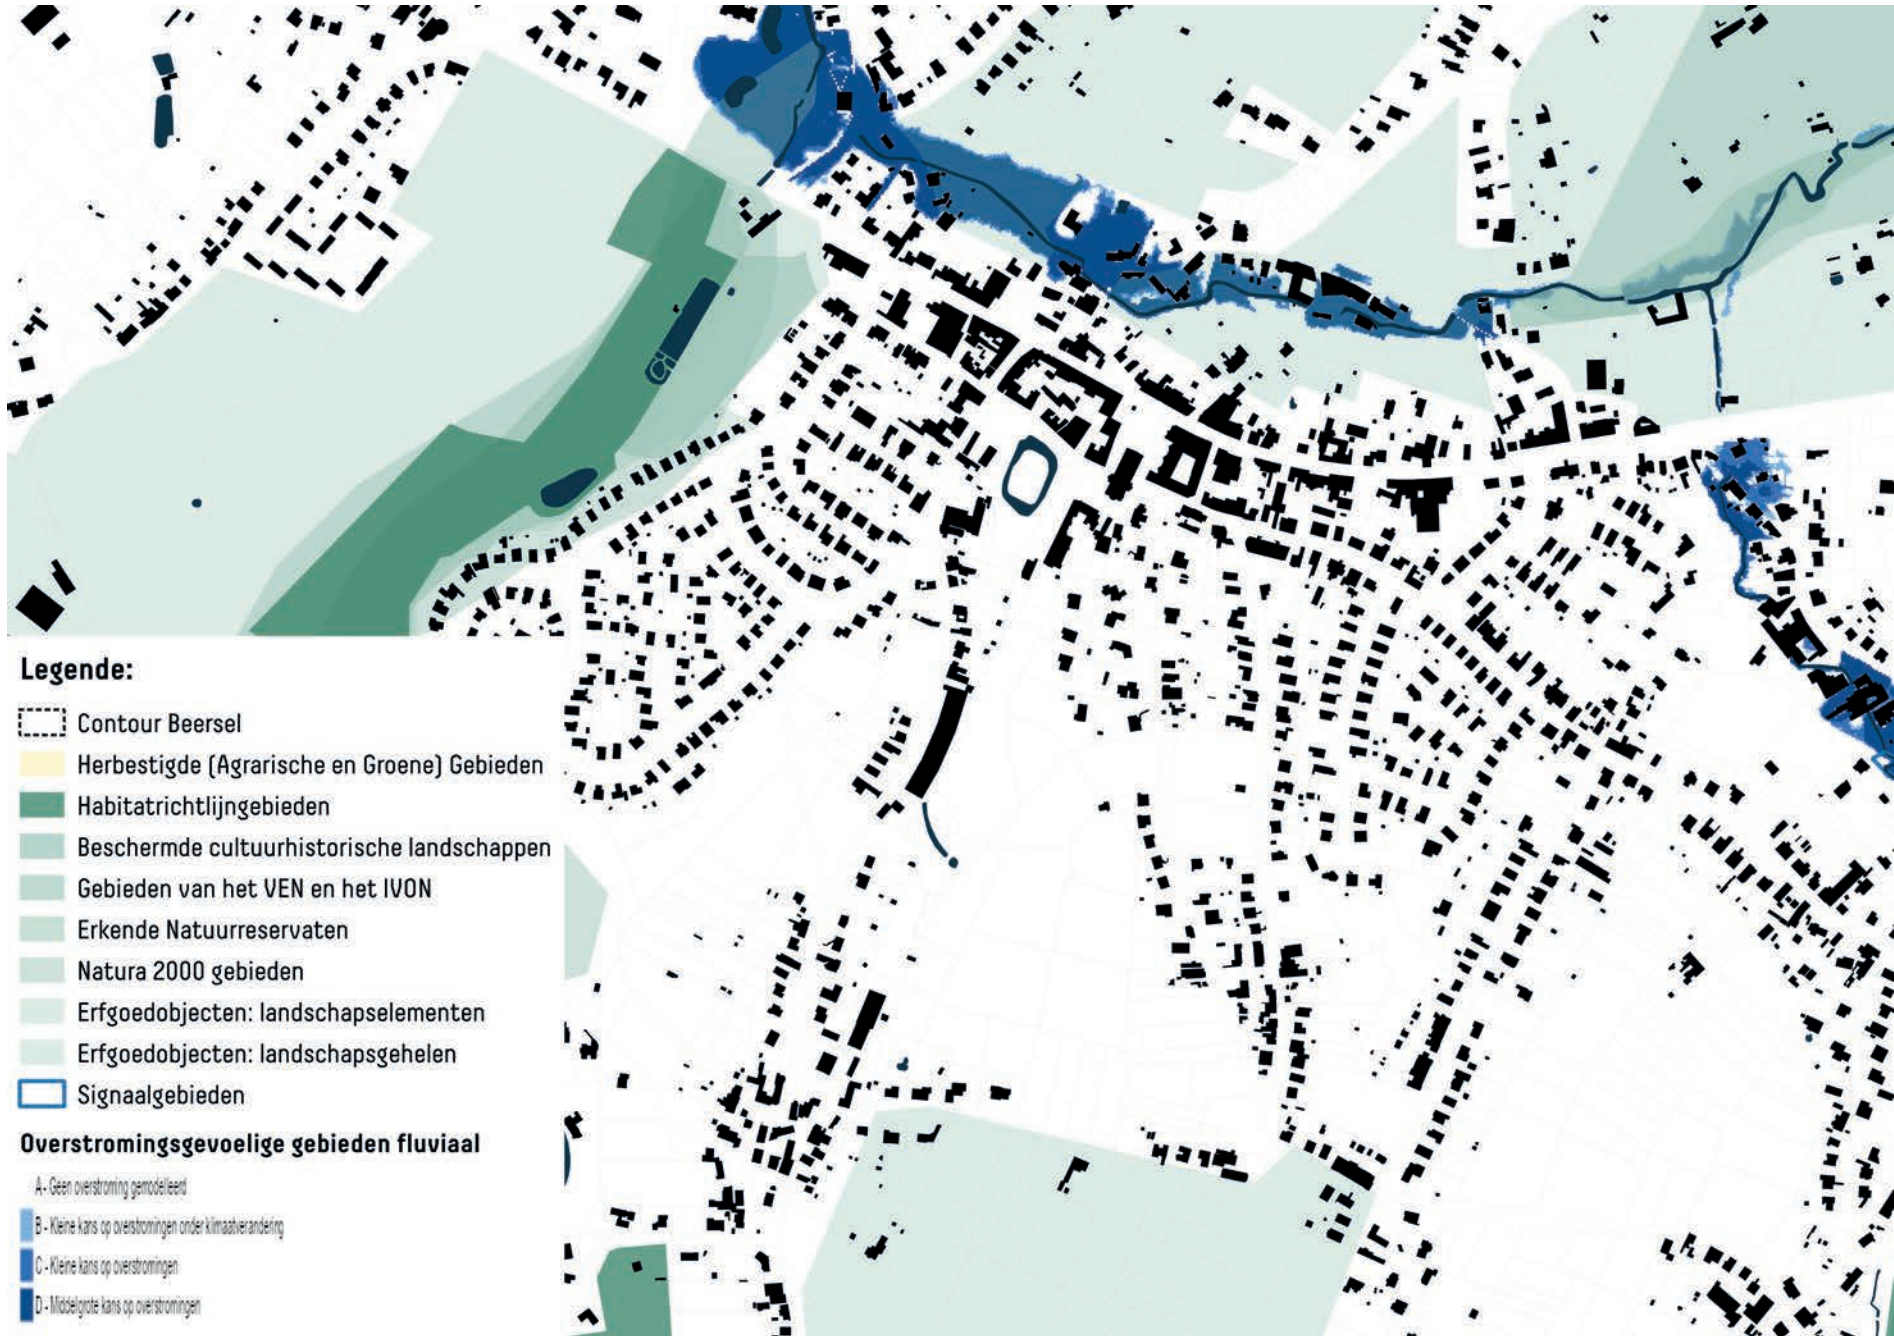 Legende:
Contour Beersel
Herbestigde (Agrarische en Groene) Gebieden
Habitatrichtlijngebieden
Beschermde cultuurhistorische landschappen
Gebieden van het VEN en het IVON
Erkende Natuurreservaten
Natura 2000 gebieden
Erfgoedobjecten: landschapselementen
Erfgoedobjecten: landschapsgehelen
Signaalgebieden
Overstromingsgevoelige gebieden fluviaal
A - Geen overstroming gemodelleerd
B - Kleine kans op overstromingen onder klimaatverandering
C - Kleine kans op overstromingen
D - Middelgrote kans op overstromingen